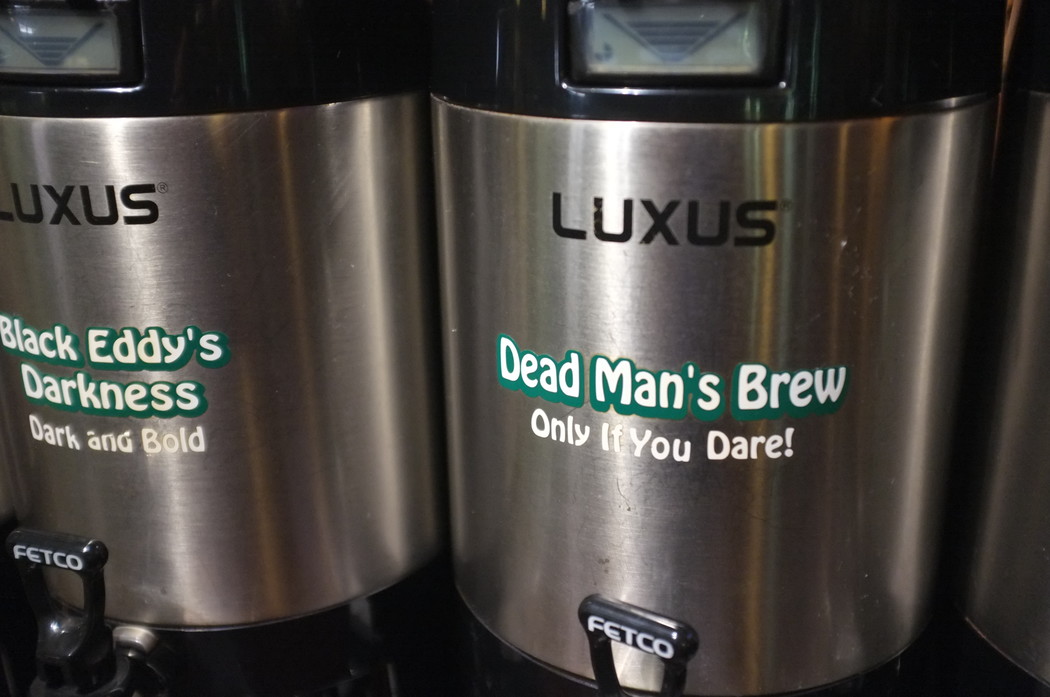 LUXUS®
Black Eddy's
Darkness
Dark and Bold
FETCO
LUXUS
Dead Man's Brew
Only If You Dare!
FETCO